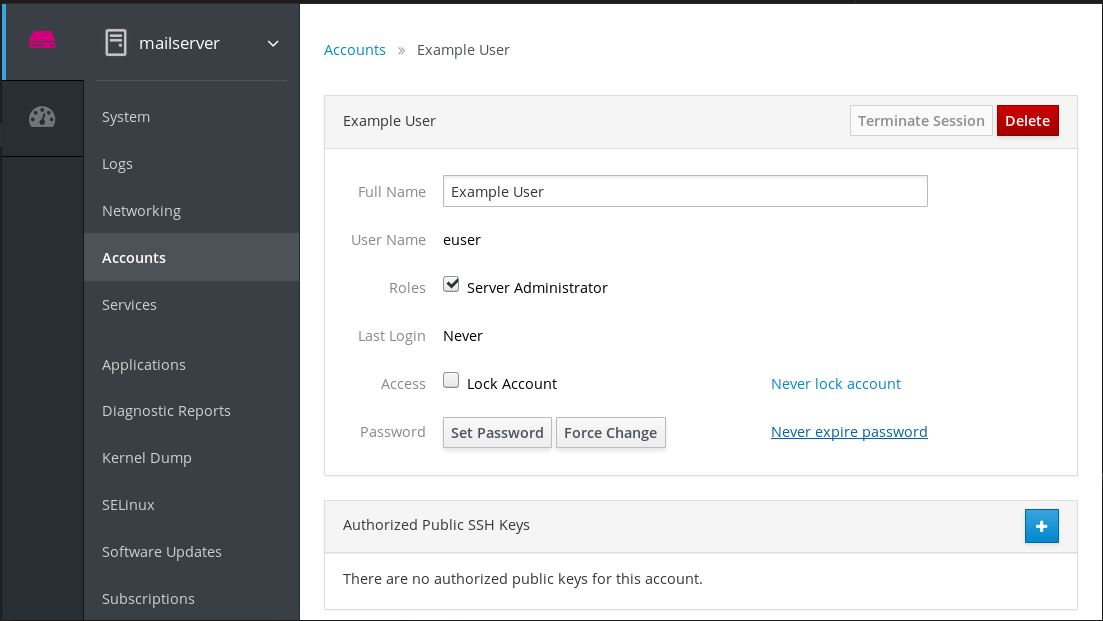 mailserver
System
Logs
Networking
Accounts
Services
Applications
Diagnostic Reports
Kernel Dump
SELinux
Software Updates
Subscriptions
Accounts » Example User
Example User Terminate Session Delete
Full Name Example User
User Name euser
Roles Server Administrator
Last Login Never
Access Lock Account Never lock account
Password Set Password Force Change Never expire password
Authorized Public SSH Keys
There are no authorized public keys for this account.